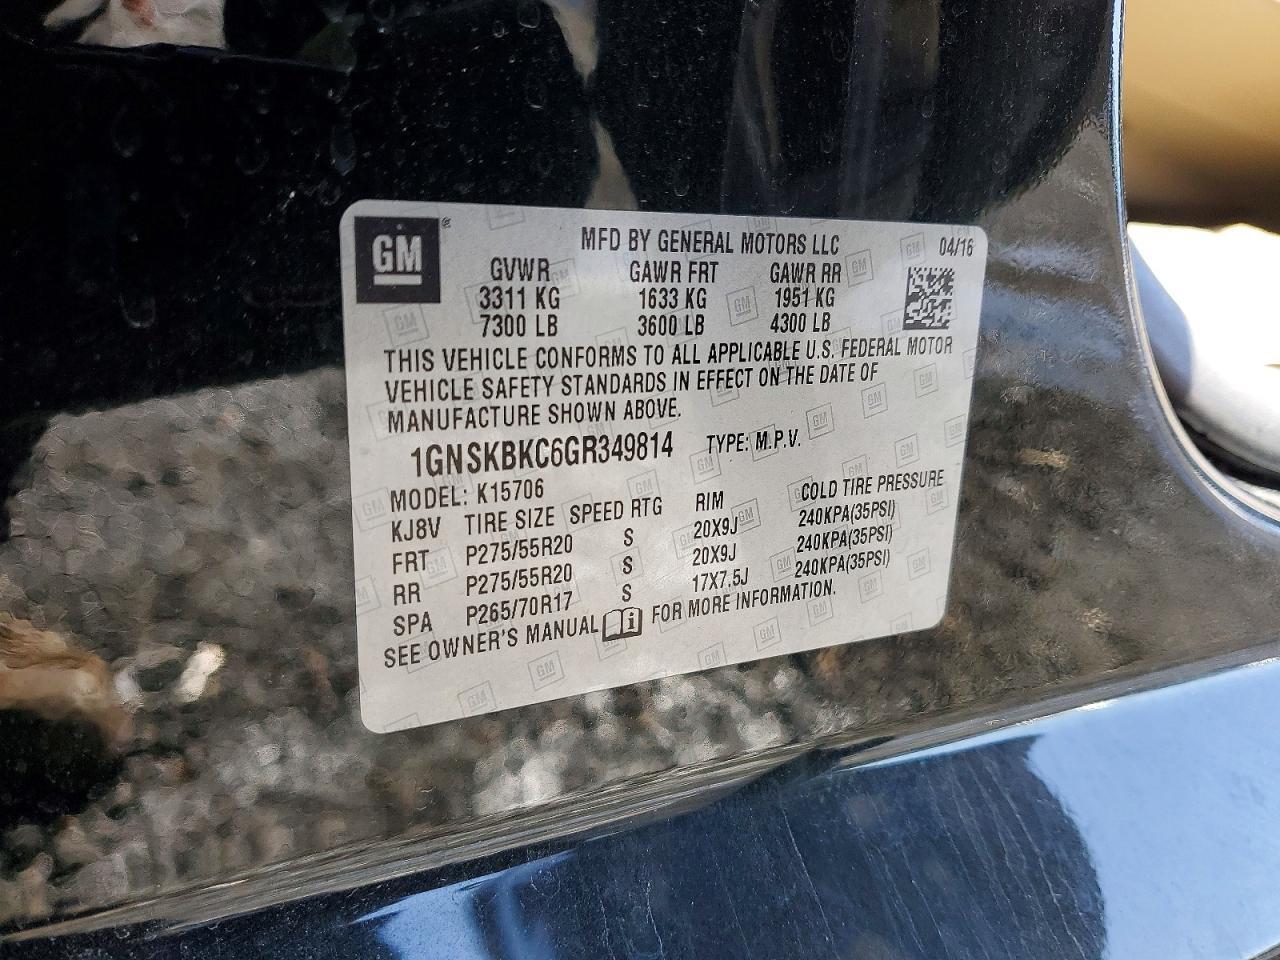 GM ®
MFD BY GENERAL MOTORS LLC 04/16
GVWR GAWR FRT GAWR RR
3311 KG 1633 KG 1951 KG
7300 LB 3600 LB 4300 LB
THIS VEHICLE CONFORMS TO ALL APPLICABLE U.S. FEDERAL MOTOR
VEHICLE SAFETY STANDARDS IN EFFECT ON THE DATE OF
MANUFACTURE SHOWN ABOVE.
1GNSKBKC6GR349814 TYPE: M.P.V.
MODEL: K15706
KJ8V TIRE SIZE SPEED RTG RIM COLD TIRE PRESSURE
FRT P275/55R20 S 20X9J 240KPA(35PSI)
RR P275/55R20 S 20X9J 240KPA(35PSI)
SPA P265/70R17 S 17X7.5J 240KPA(35PSI)
SEE OWNER'S MANUAL FOR MORE INFORMATION.